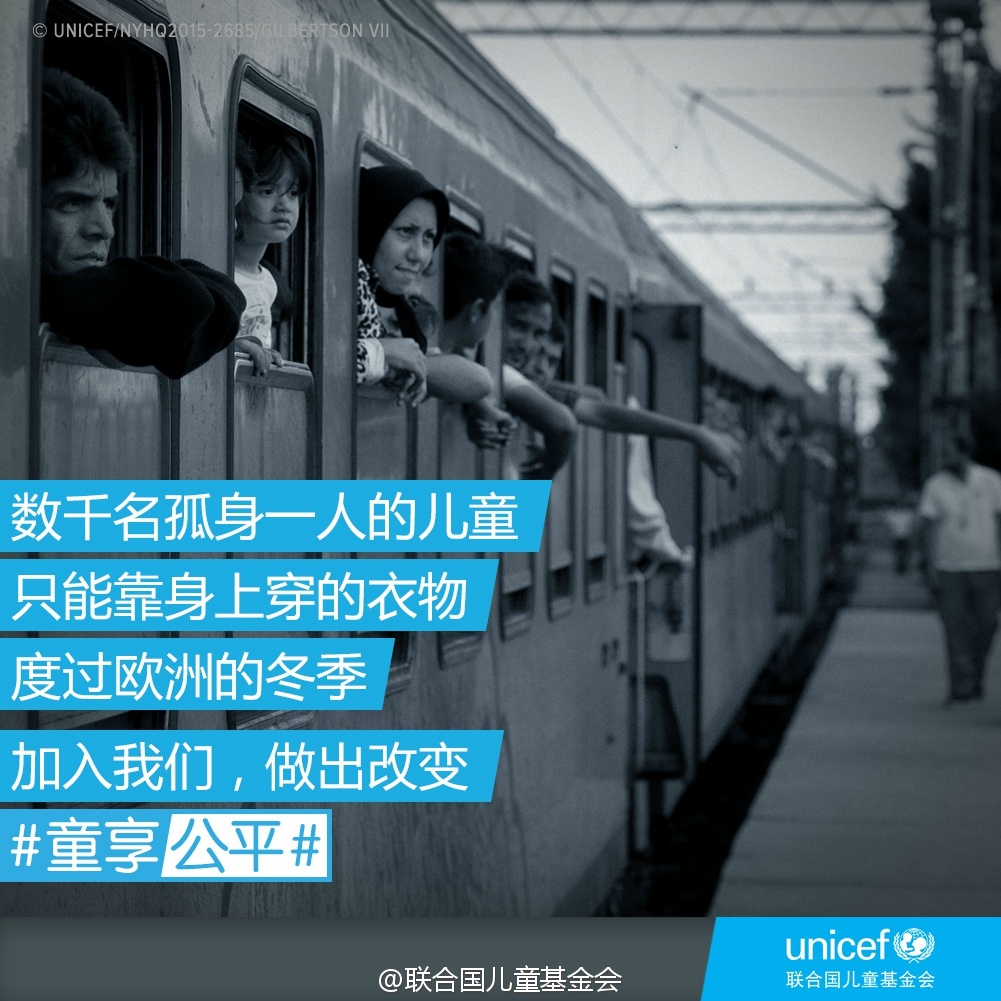 © UNICEF/NYHQ2015-2685/GILBERTSON VII
数千名孤身一人的儿童
只能靠身上穿的衣物
度过欧洲的冬季
加入我们，做出改变
#童享公平#
unicef
联合国儿童基金会
@联合国儿童基金会